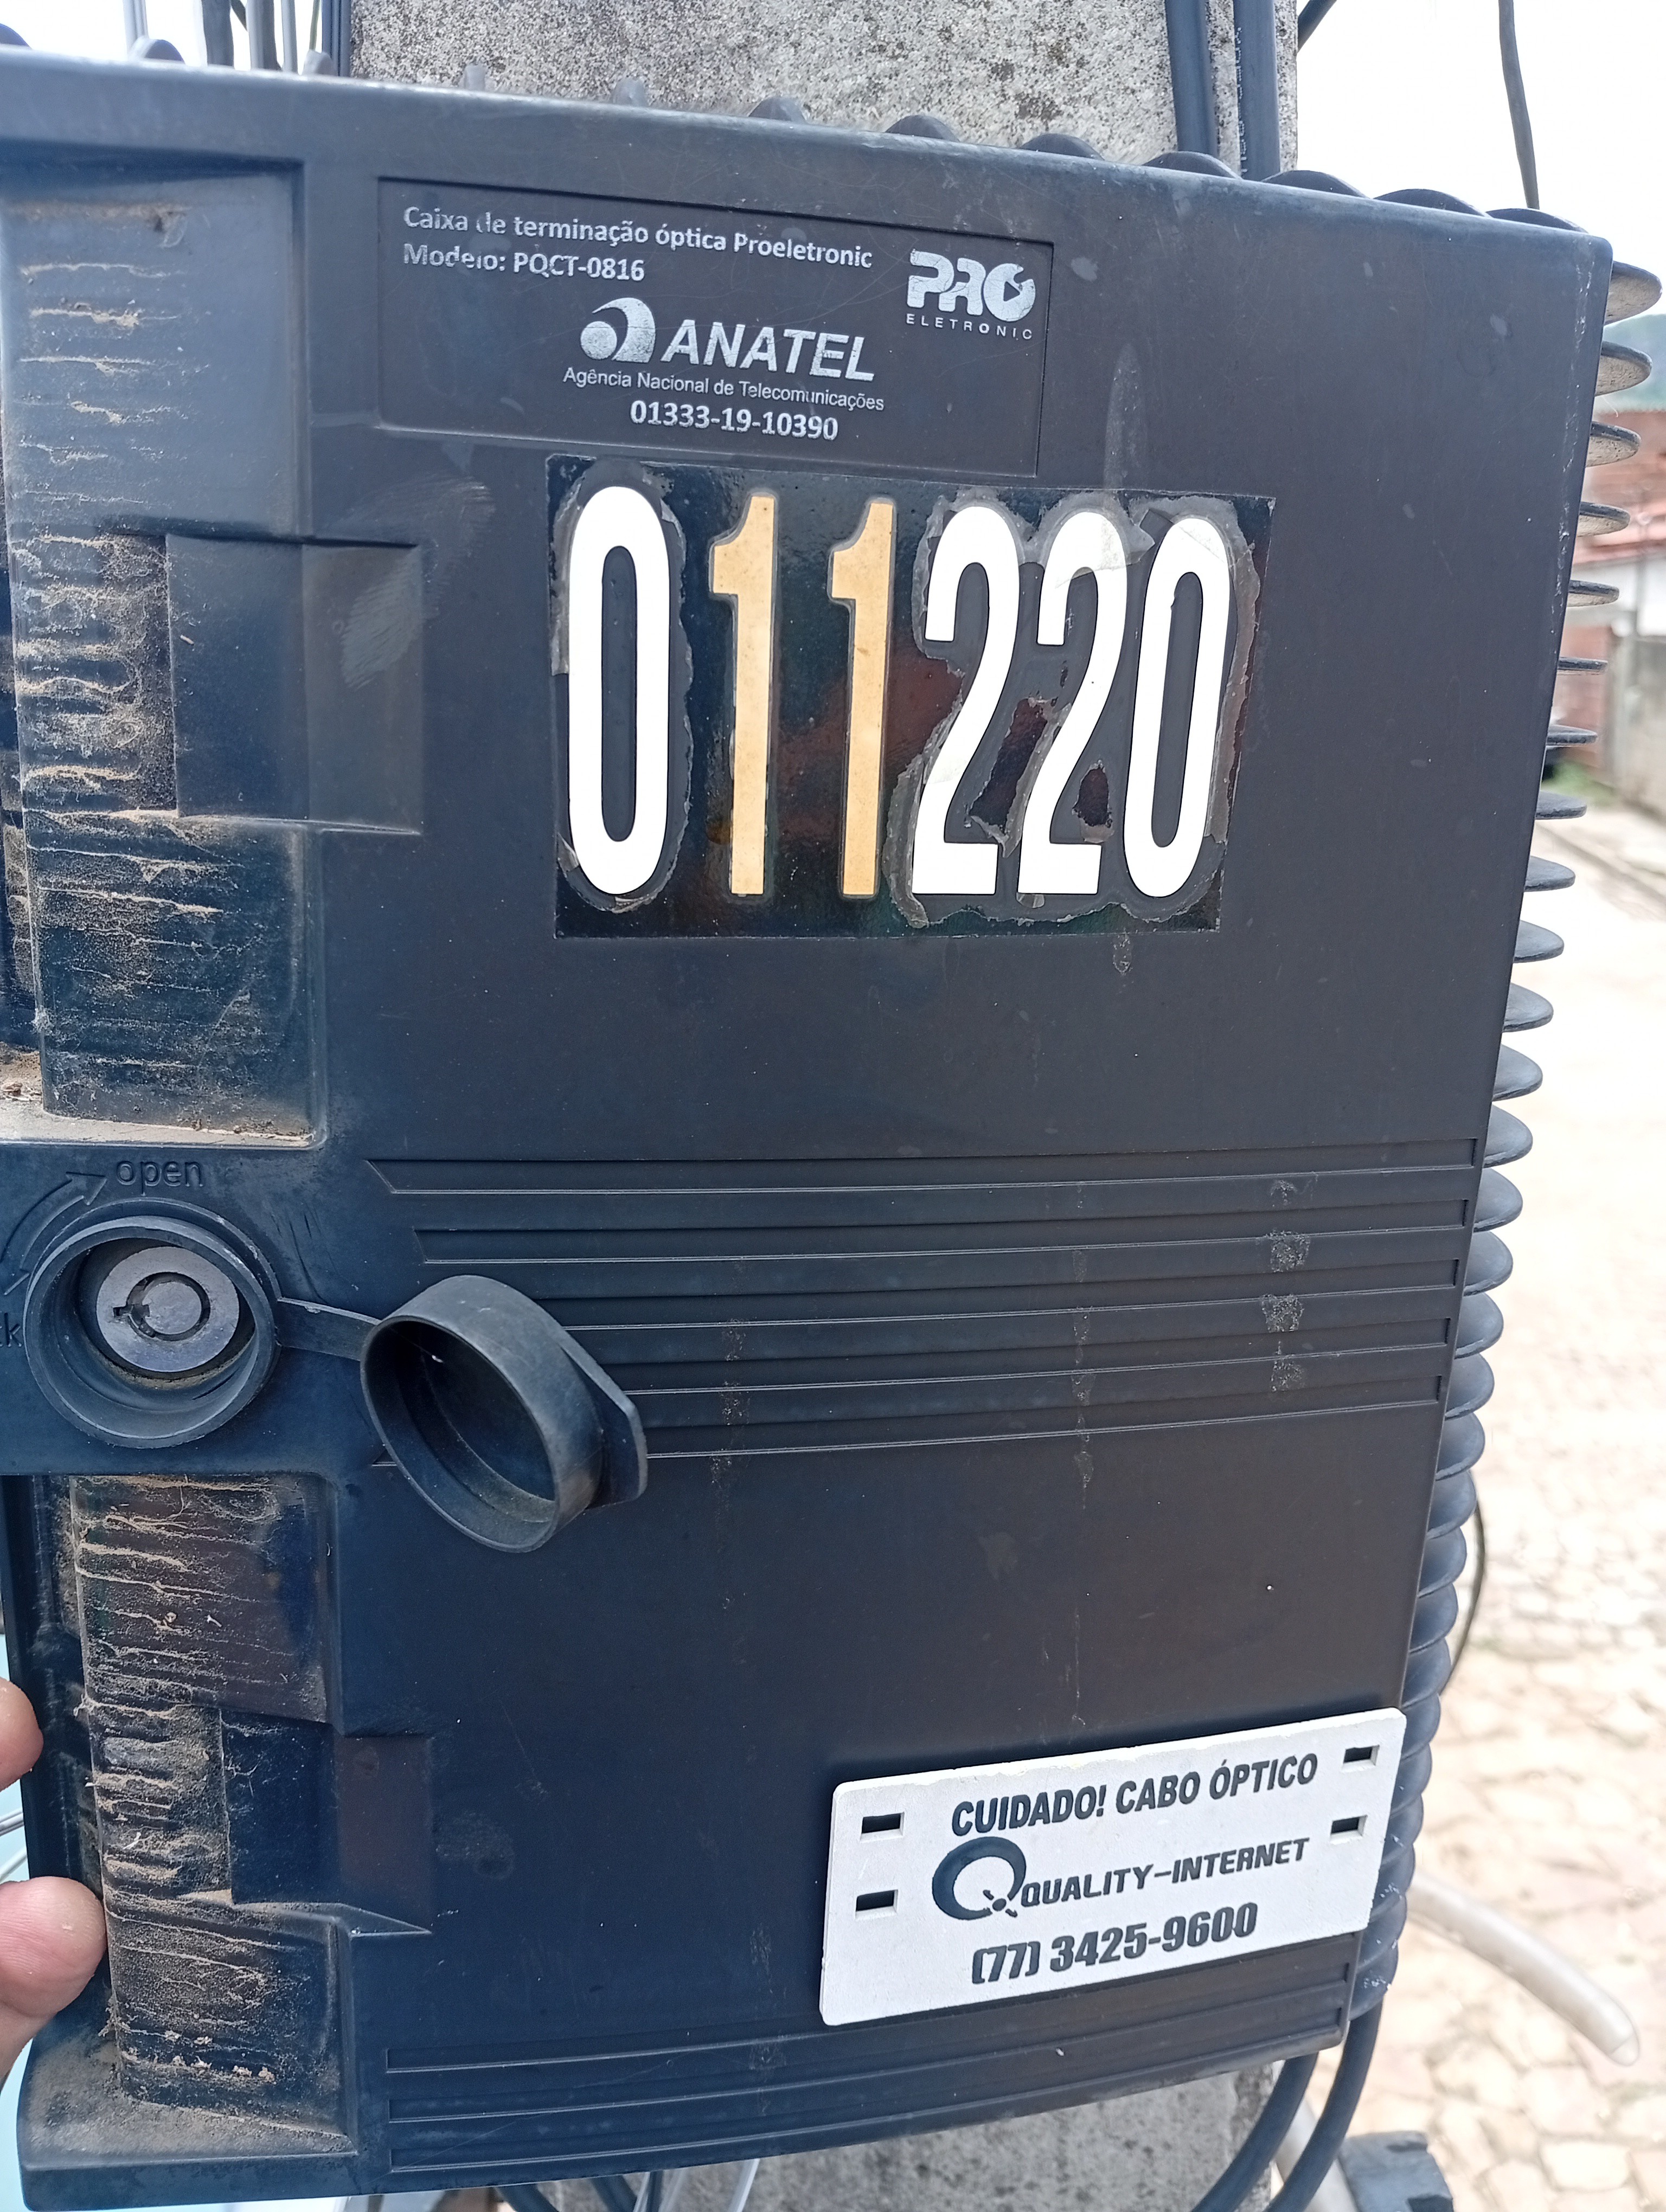 Caixa de terminação óptica Proeletronic
Modelo: PQCT-0816
PRO
ELETRONIC
ANATEL
Agência Nacional de Telecomunicações
01333-19-10390
011220
open
CUIDADO! CABO ÓPTICO
QUALITY-INTERNET
(77) 3425-9600